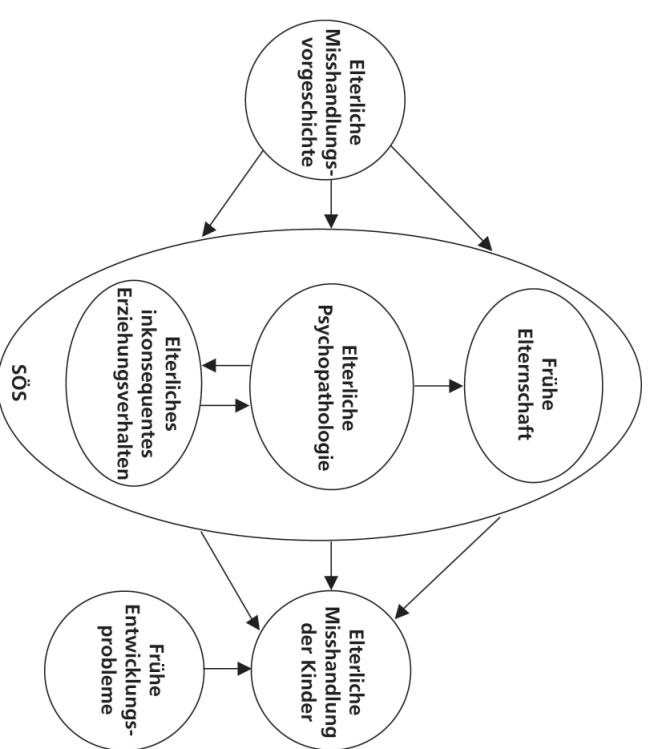 Elterliche
Misshandlungs-
vorgeschichte
Frühe
Elternschaft
Elterliche
Psychopathologie
Elterliches
inkonsequentes
Erziehungsverhalten
SÖS
Elterliche
Misshandlung
der Kinder
Frühe
Entwicklungs-
probleme